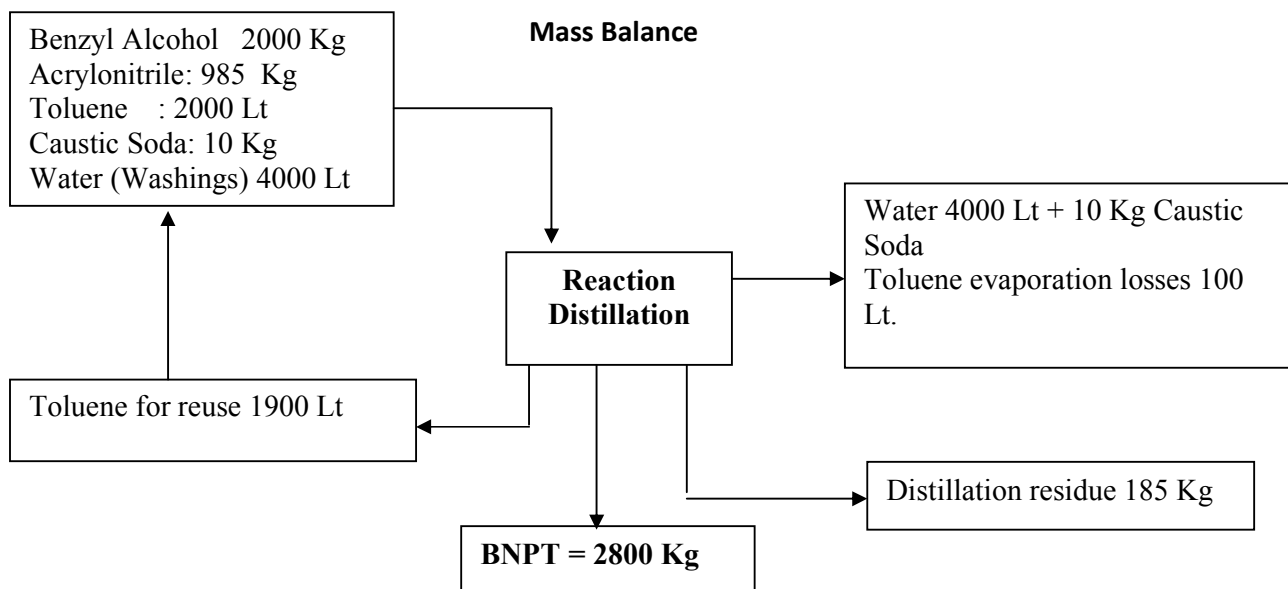 Mass Balance
Benzyl Alcohol 2000 Kg
Acrylonitrile: 985 Kg
Toluene : 2000 Lt
Caustic Soda: 10 Kg
Water (Washings) 4000 Lt
Water 4000 Lt + 10 Kg Caustic
Soda
Toluene evaporation losses 100
Lt.
Reaction
Distillation
Toluene for reuse 1900 Lt
Distillation residue 185 Kg
BNPT = 2800 Kg